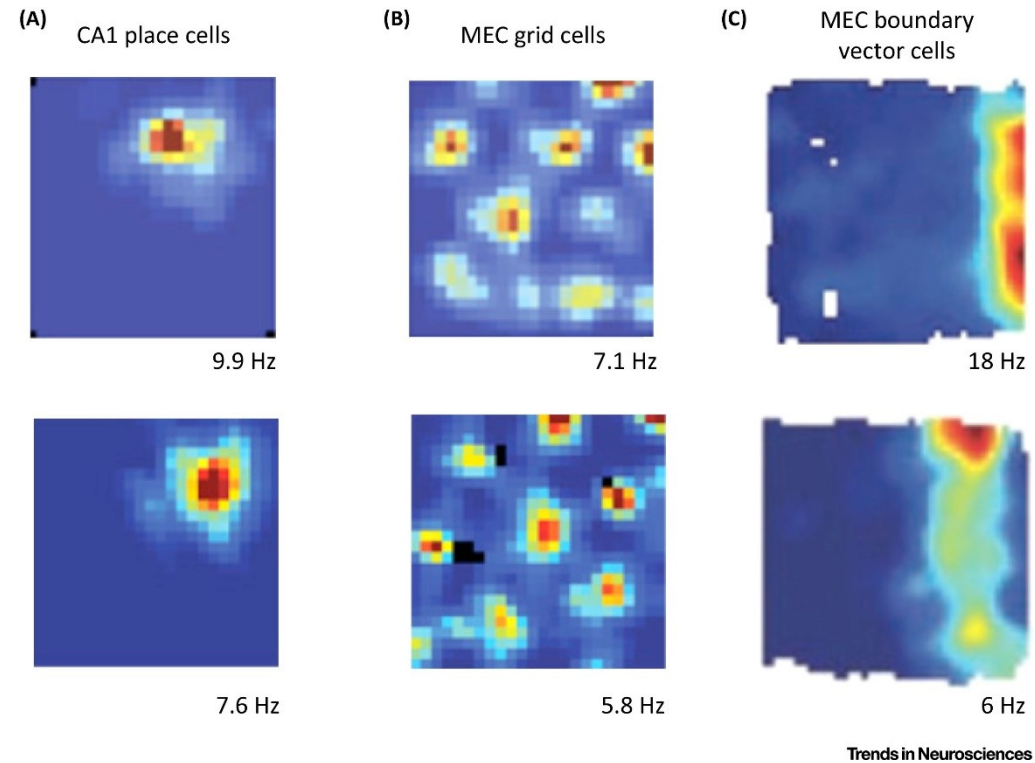 (A)
CA1 place cells
(B)
MEC grid cells
(C)
MEC boundary
vector cells
9.9 Hz
7.1 Hz
18 Hz
7.6 Hz
5.8 Hz
6 Hz
Trends in Neurosciences